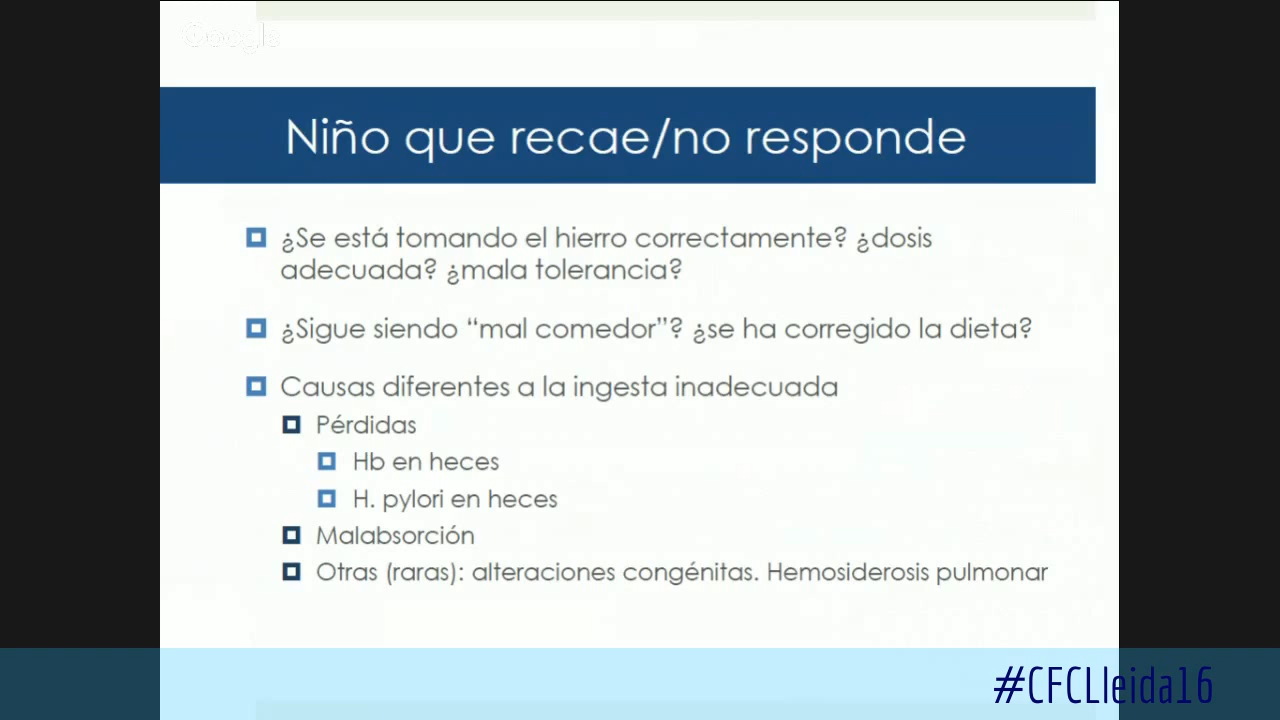 Google
Niño que recae/no responde
¿Se está tomando el hierro correctamente? ¿dosis
adecuada? ¿mala tolerancia?
¿Sigue siendo “mal comedor”? ¿se ha corregido la dieta?
Causas diferentes a la ingesta inadecuada
Pérdidas
Hb en heces
H. pylori en heces
Malabsorción
Otras (raras): alteraciones congénitas. Hemosiderosis pulmonar
#CFCLleida16